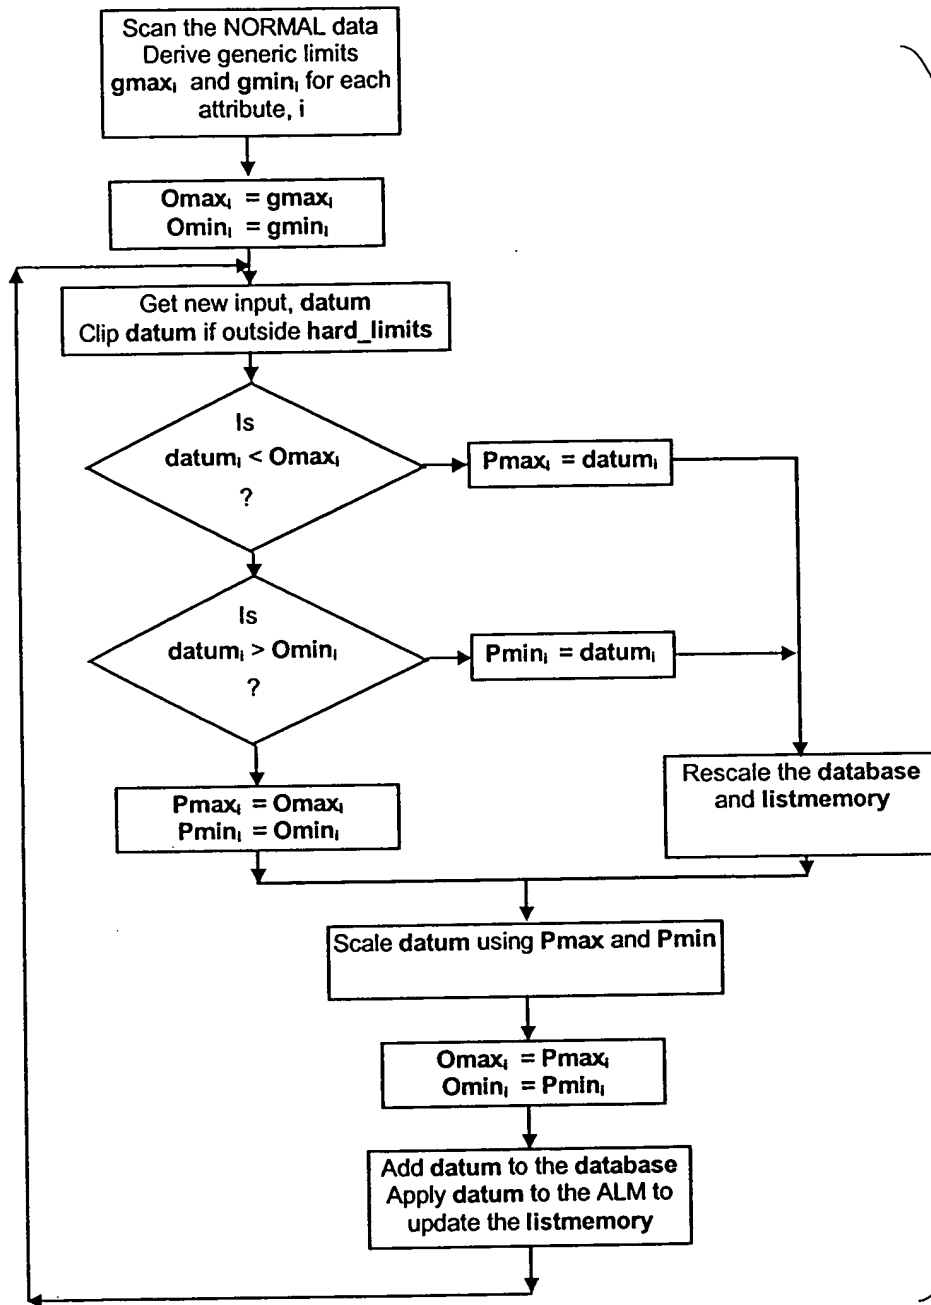 Scan the NORMAL data
Derive generic limits
gmaxᵢ and gminᵢ for each
attribute, i
Omaxᵢ = gmaxᵢ
Ominᵢ = gminᵢ
Get new input, datum
Clip datum if outside hard_limits
Is
datumᵢ < Omaxᵢ
?
Pmaxᵢ = datumᵢ
Is
datumᵢ > Ominᵢ
?
Pminᵢ = datumᵢ
Pmaxᵢ = Omaxᵢ
Pminᵢ = Ominᵢ
Rescale the database
and listmemory
Scale datum using Pmax and Pmin
Omaxᵢ = Pmaxᵢ
Ominᵢ = Pminᵢ
Add datum to the database
Apply datum to the ALM to
update the listmemory